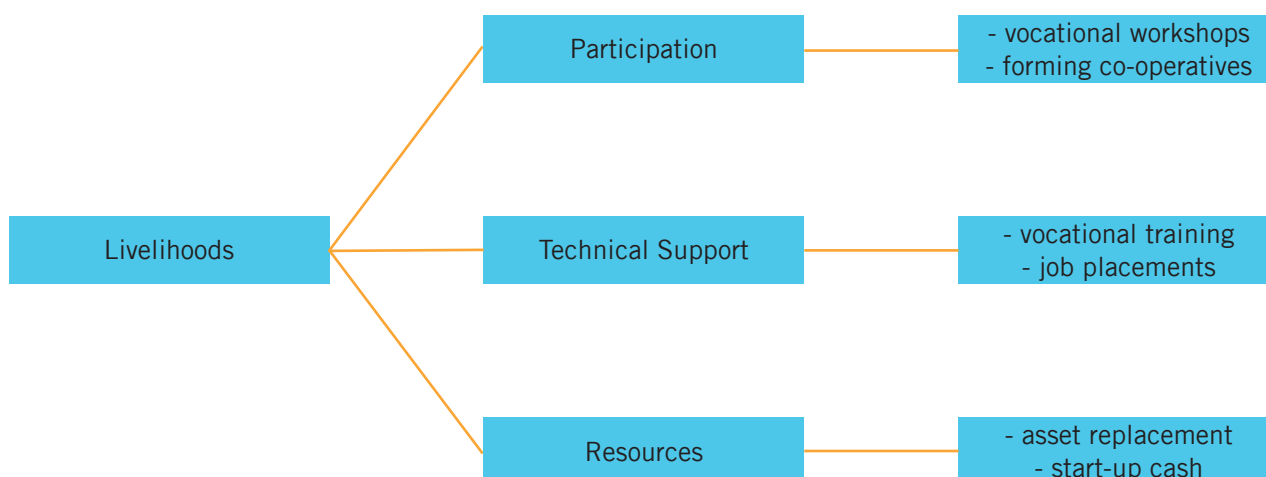 Participation
- vocational workshops
- forming co-operatives
Livelihoods
Technical Support
- vocational training
- job placements
Resources
- asset replacement
- start-up cash